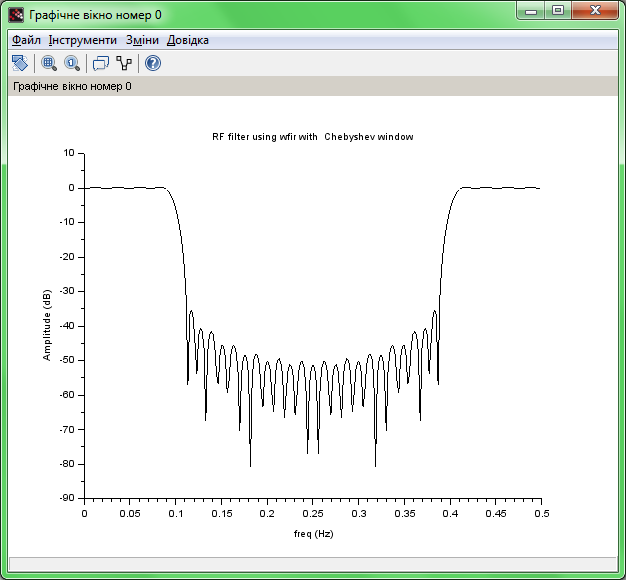 Графічне вікно номер 0
Файл Інструменти Зміни Довідка
Графічне вікно номер 0
RF filter using wfir with  Chebyshev window
10
0
-10
-20
-30
-40
-50
-60
-70
-80
-90
Amplitude (dB)
0 0.05 0.1 0.15 0.2 0.25 0.3 0.35 0.4 0.45 0.5
freq (Hz)